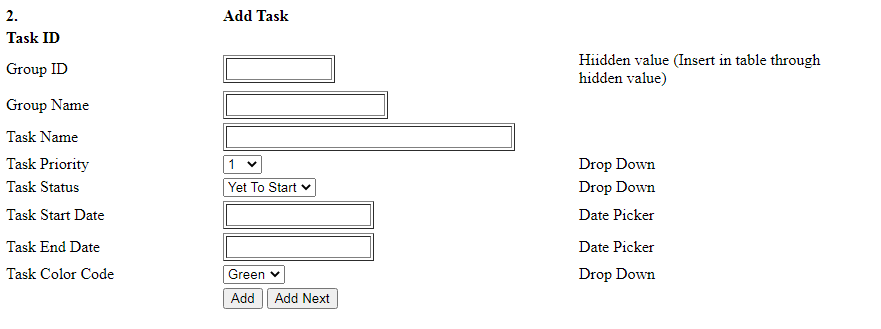 2. Add Task
Task ID
Group ID Hiidden value (Insert in table through
hidden value)
Group Name
Task Name
Task Priority 1 Drop Down
Task Status Yet To Start Drop Down
Task Start Date Date Picker
Task End Date Date Picker
Task Color Code Green Drop Down
Add Add Next